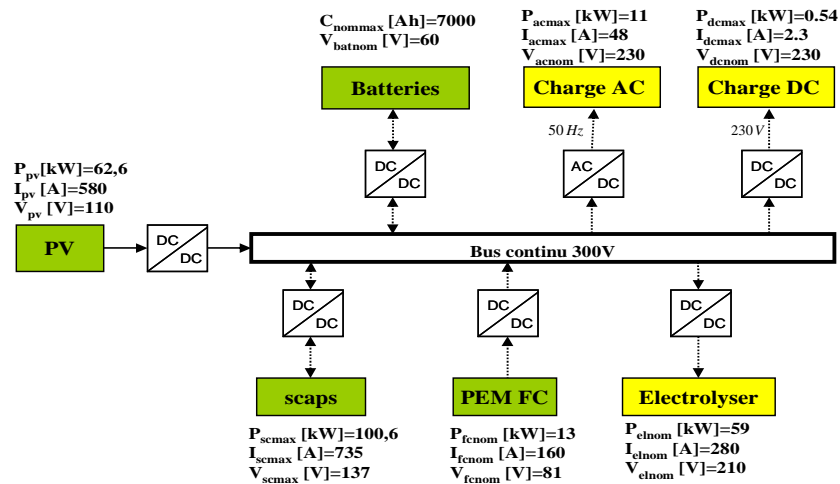 C_nommax [Ah]=7000
V_batnom [V]=60
P_acmax [kW]=11
I_acmax [A]=48
V_acnom [V]=230
P_dcmax [kW]=0.54
I_dcmax [A]=2.3
V_dcnom [V]=230
Batteries
Charge AC
Charge DC
50 Hz
230 V
DC
DC
AC
DC
DC
DC
P_pv[kW]=62,6
I_pv [A]=580
V_pv [V]=110
PV
DC
DC
Bus continu 300V
DC
DC
DC
DC
DC
DC
scaps
PEM FC
Electrolyser
P_scmax [kW]=100,6
I_scmax [A]=735
V_scmax [V]=137
P_fcnom [kW]=13
I_fcnom [A]=160
V_fcnom [V]=81
P_elnom [kW]=59
I_elnom [A]=280
V_elnom [V]=210